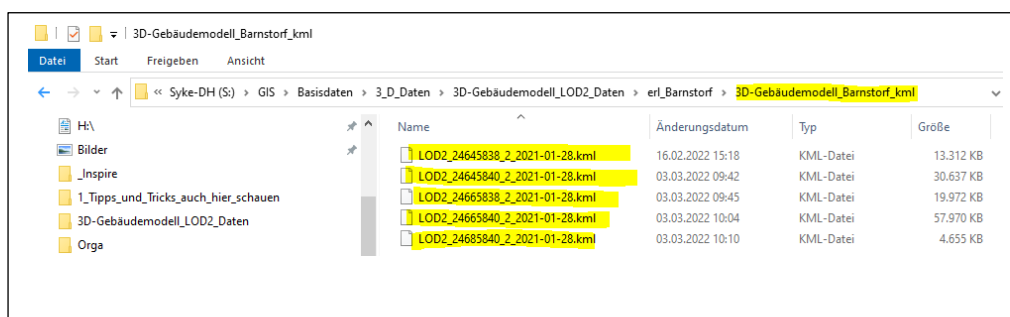 3D-Gebäudemodell_Barnstorf_kml
Datei Start Freigeben Ansicht
« Syke-DH (S:) › GIS › Basisdaten › 3_D_Daten › 3D-Gebäudemodell_LOD2_Daten › erl_Barnstorf › 3D-Gebäudemodell_Barnstorf_kml
H:\
Bilder
_Inspire
1_Tipps_und_Tricks_auch_hier_schauen
3D-Gebäudemodell_LOD2_Daten
Orga
Name Änderungsdatum Typ Größe
LOD2_24645838_2_2021-01-28.kml 16.02.2022 15:18 KML-Datei 13.312 KB
LOD2_24645840_2_2021-01-28.kml 03.03.2022 09:42 KML-Datei 30.637 KB
LOD2_24665838_2_2021-01-28.kml 03.03.2022 09:45 KML-Datei 19.972 KB
LOD2_24665840_2_2021-01-28.kml 03.03.2022 10:04 KML-Datei 57.970 KB
LOD2_24685840_2_2021-01-28.kml 03.03.2022 10:10 KML-Datei 4.655 KB